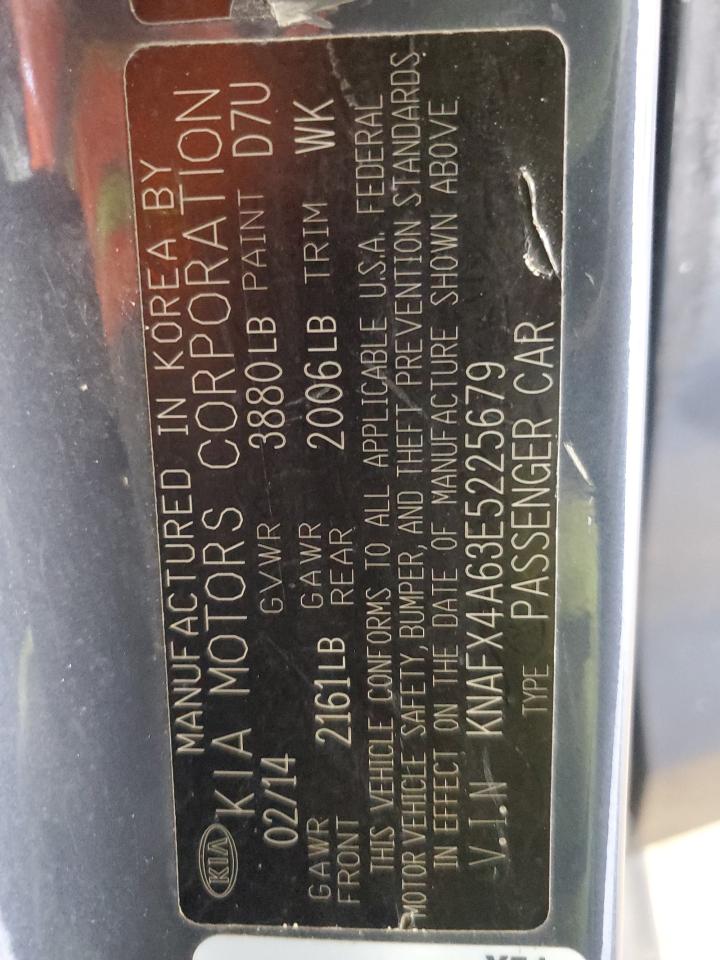 KIA
MANUFACTURED IN KOREA BY
KIA MOTORS CORPORATION
02/14 GVWR 3880LB PAINT D7U
GAWR FRONT 2161LB GAWR REAR 2006LB TRIM WK
THIS VEHICLE CONFORMS TO ALL APPLICABLE U.S.A. FEDERAL
MOTOR VEHICLE SAFETY, BUMPER, AND THEFT PREVENTION STANDARDS
IN EFFECT ON THE DATE OF MANUFACTURE SHOWN ABOVE
V.I.N KNAFX4A63E5225679
TYPE PASSENGER CAR